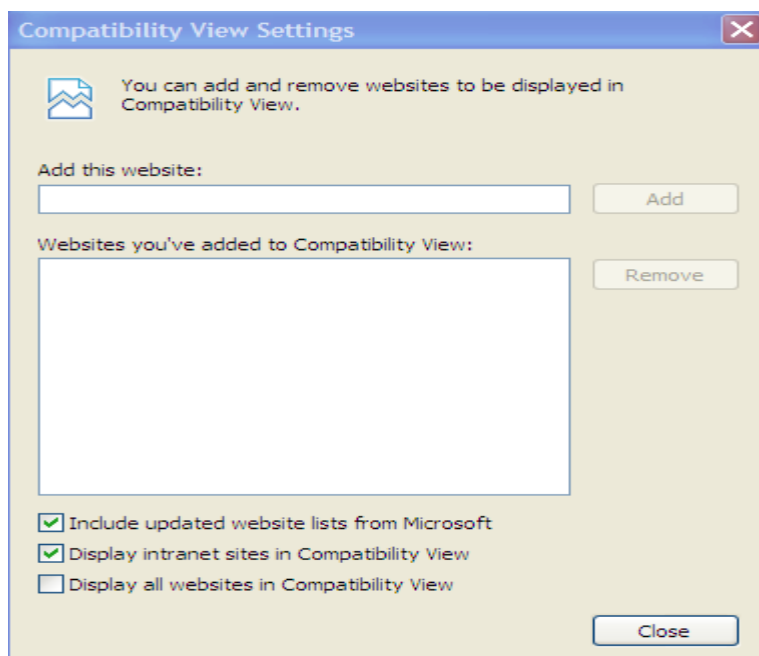 Compatibility View Settings
You can add and remove websites to be displayed in
Compatibility View.
Add this website:
Add
Websites you've added to Compatibility View:
Remove
Include updated website lists from Microsoft
Display intranet sites in Compatibility View
Display all websites in Compatibility View
Close